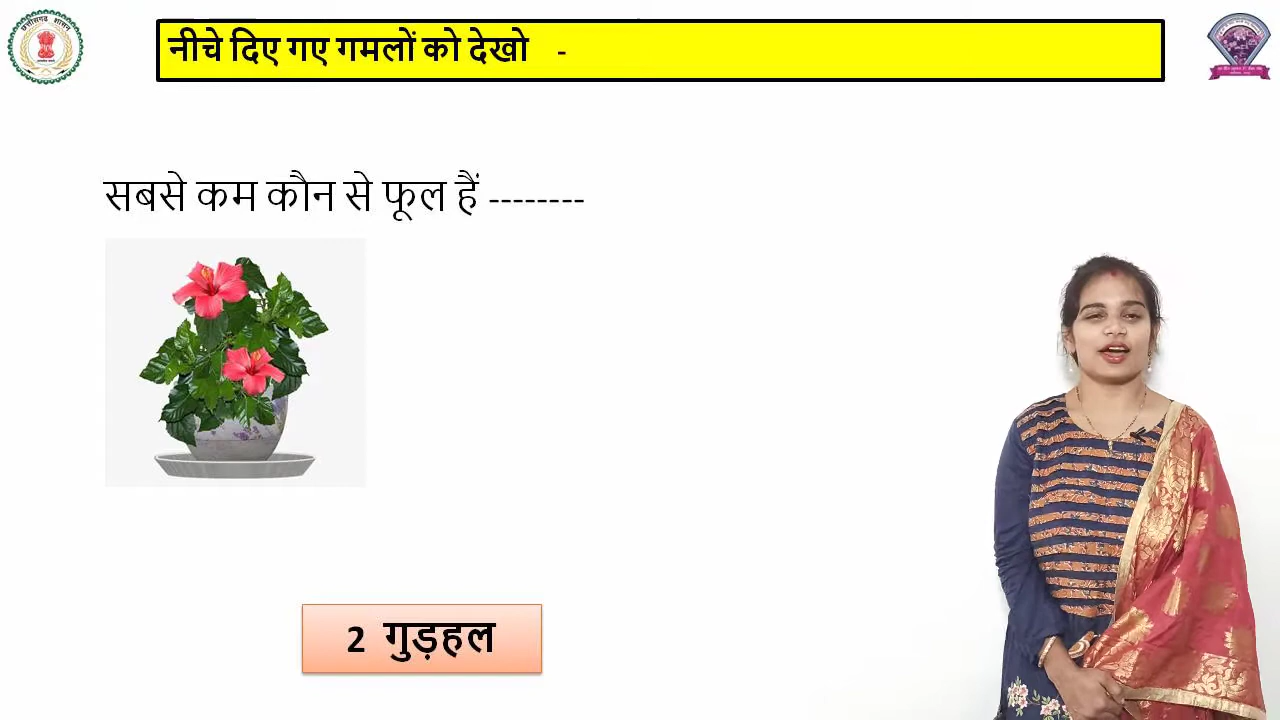 नीचे दिए गए गमलों को देखो -
सबसे कम कौन से फूल हैं --------
2 गुड़हल